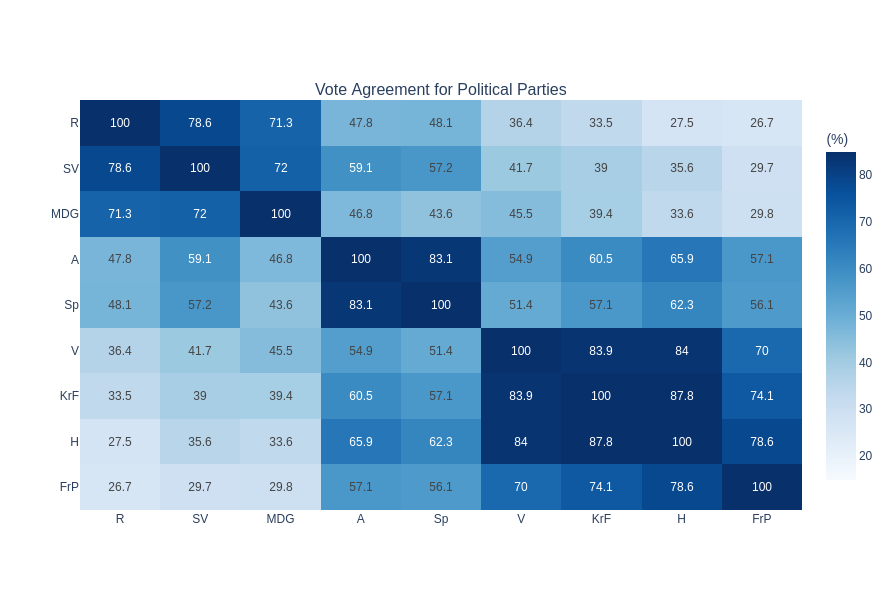 Vote Agreement for Political Parties
(%)
R 100 78.6 71.3 47.8 48.1 36.4 33.5 27.5 26.7
SV 78.6 100 72 59.1 57.2 41.7 39 35.6 29.7
MDG 71.3 72 100 46.8 43.6 45.5 39.4 33.6 29.8
A 47.8 59.1 46.8 100 83.1 54.9 60.5 65.9 57.1
Sp 48.1 57.2 43.6 83.1 100 51.4 57.1 62.3 56.1
V 36.4 41.7 45.5 54.9 51.4 100 83.9 84 70
KrF 33.5 39 39.4 60.5 57.1 83.9 100 87.8 74.1
H 27.5 35.6 33.6 65.9 62.3 84 87.8 100 78.6
FrP 26.7 29.7 29.8 57.1 56.1 70 74.1 78.6 100
R SV MDG A Sp V KrF H FrP
80
70
60
50
40
30
20